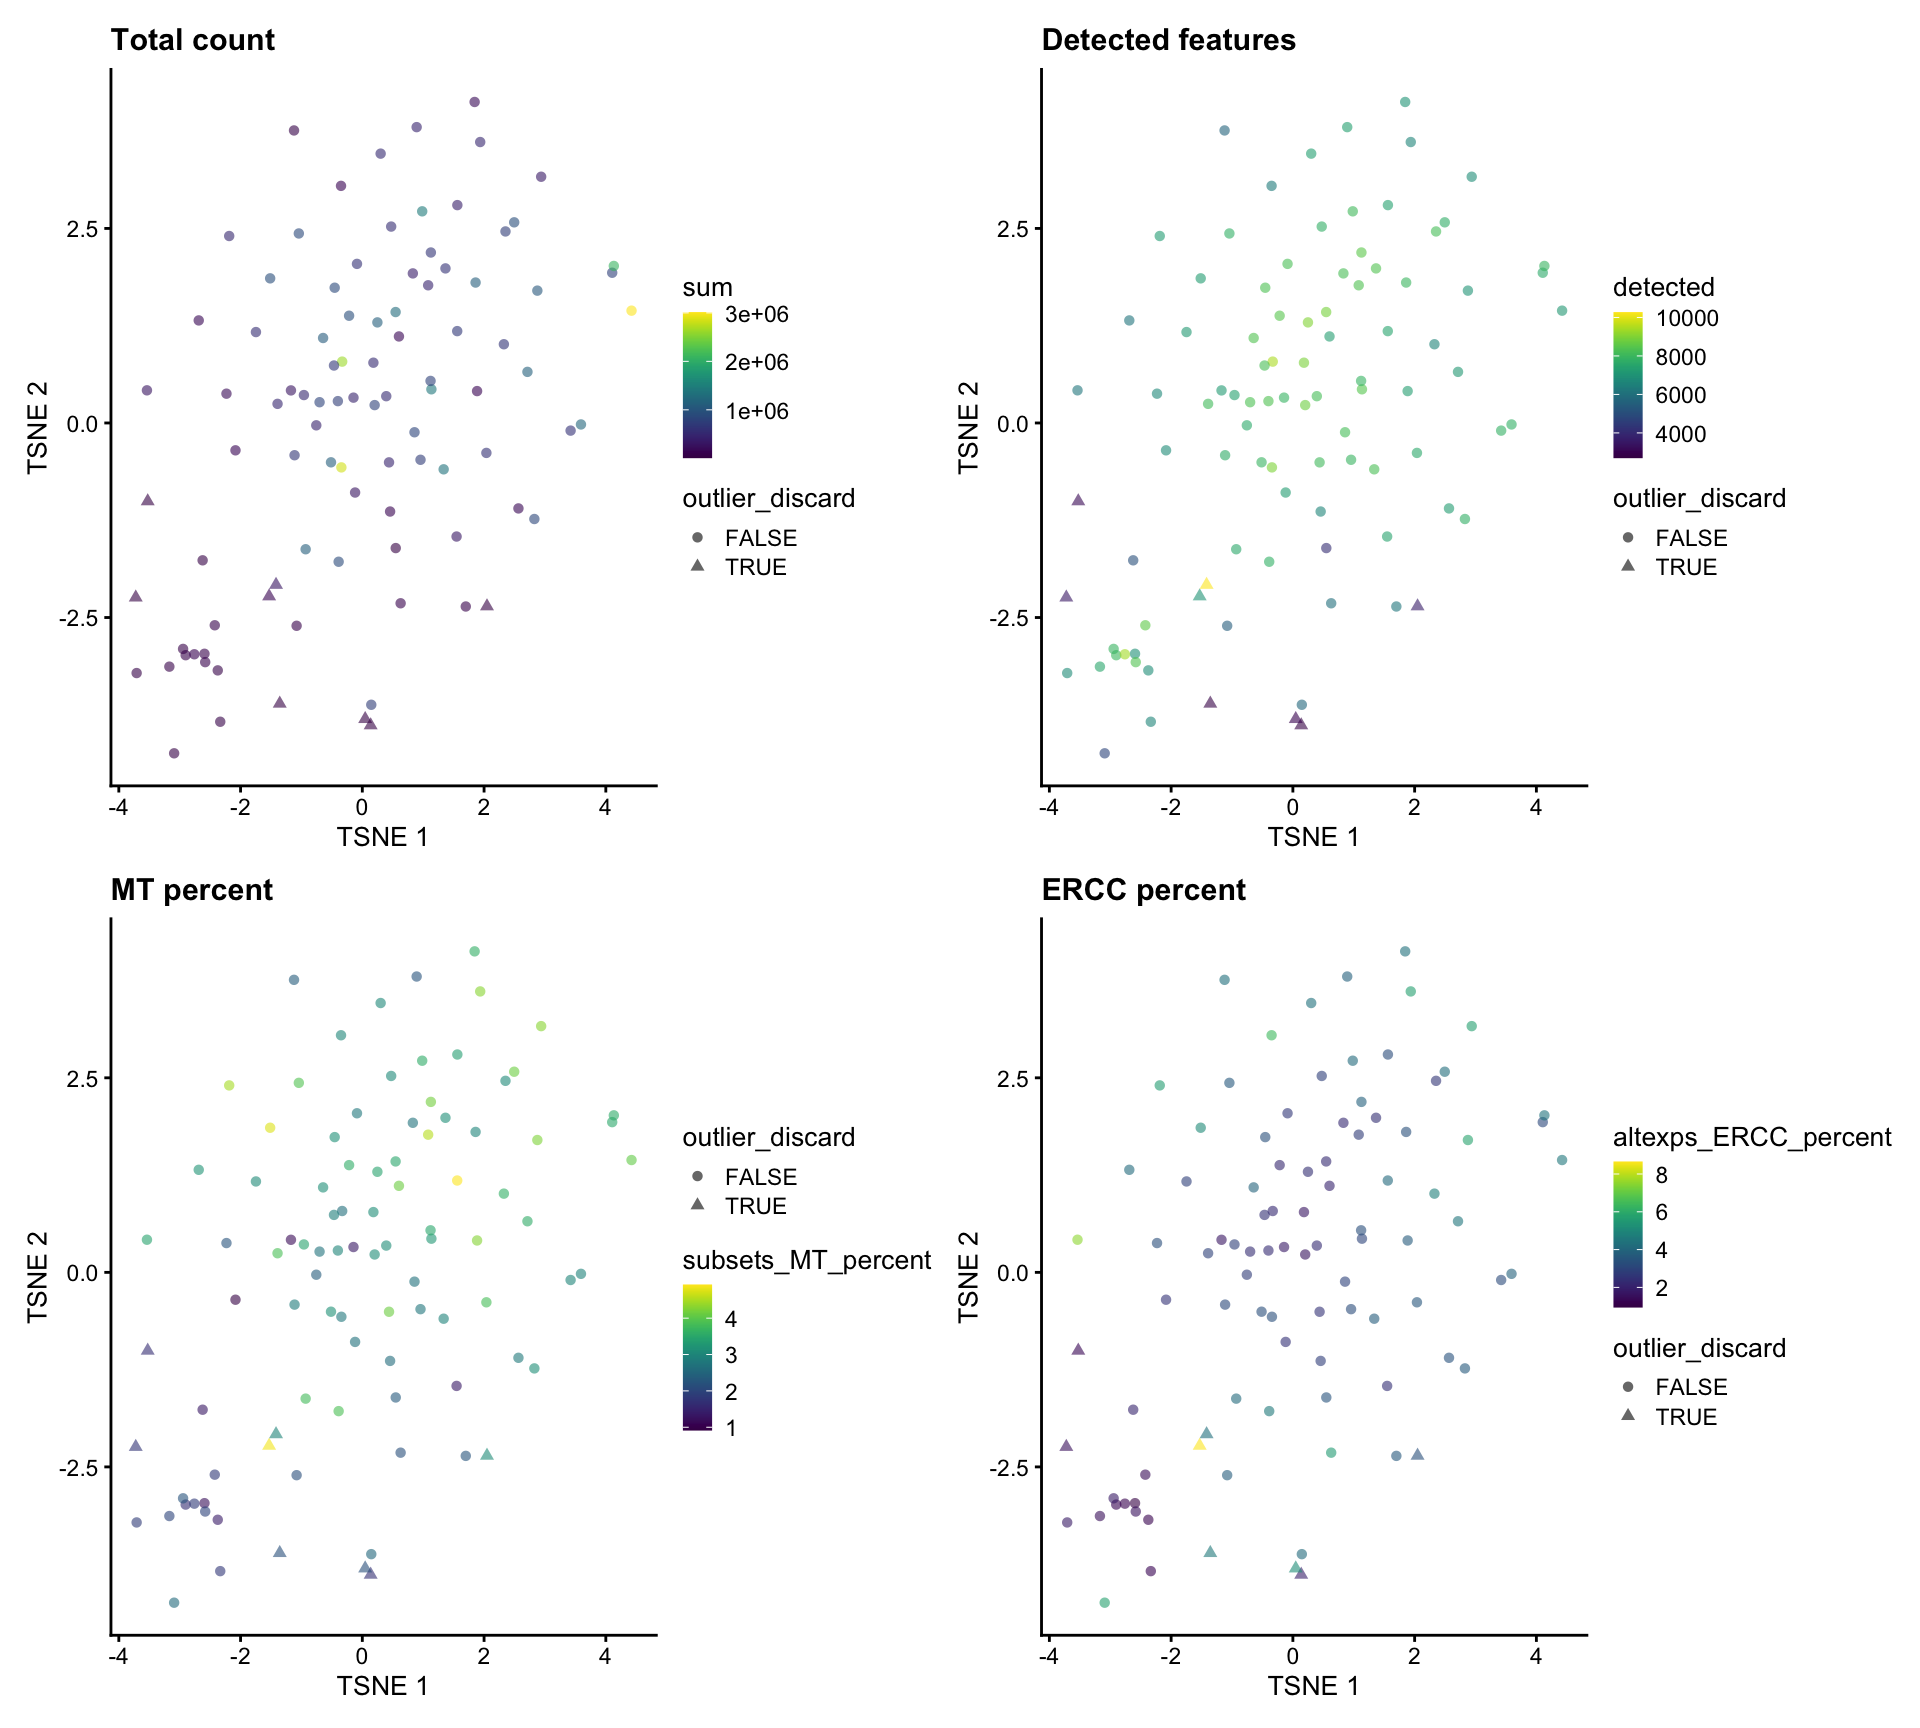 Total count
TSNE 2
2.5
0.0
-2.5
-4 -2 0 2 4
TSNE 1
sum
3e+06
2e+06
1e+06
outlier_discard
FALSE
TRUE
Detected features
TSNE 2
2.5
0.0
-2.5
-4 -2 0 2 4
TSNE 1
detected
10000
8000
6000
4000
outlier_discard
FALSE
TRUE
MT percent
TSNE 2
2.5
0.0
-2.5
-4 -2 0 2 4
TSNE 1
outlier_discard
FALSE
TRUE
subsets_MT_percent
4
3
2
1
ERCC percent
TSNE 2
2.5
0.0
-2.5
-4 -2 0 2 4
TSNE 1
altexps_ERCC_percent
8
6
4
2
outlier_discard
FALSE
TRUE